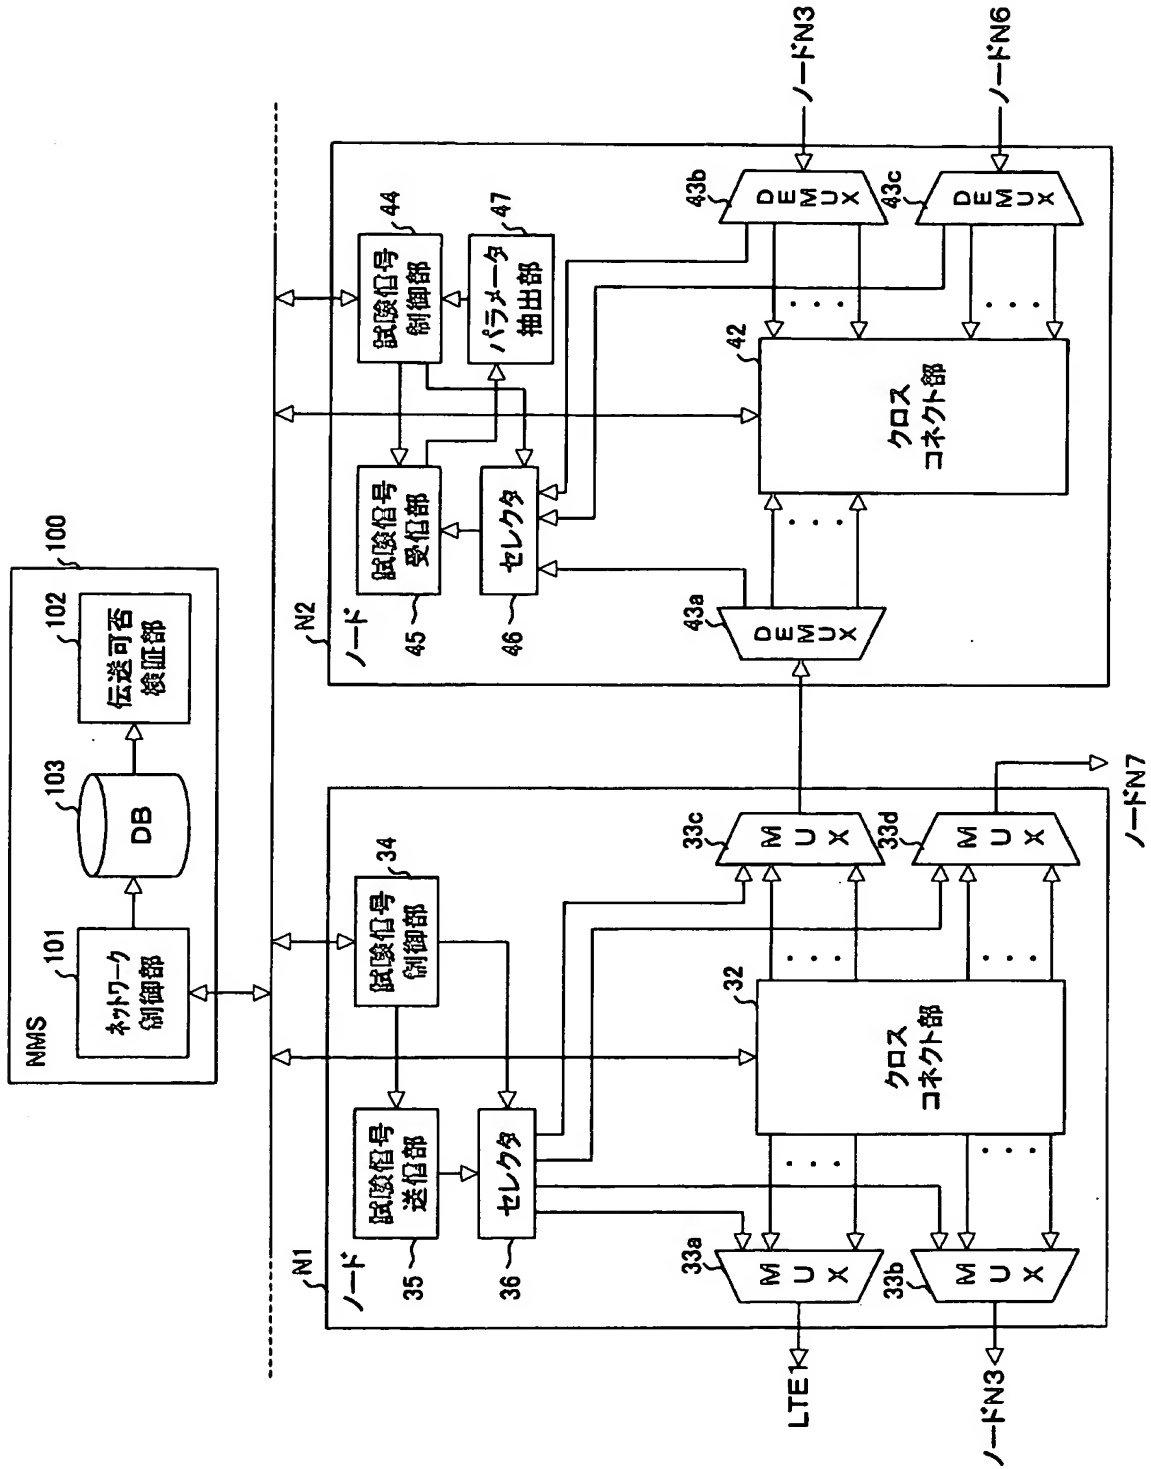 NMS
100
101
ネットワーク
制御部
103
DB
102
伝送可否
検証部
N1
ノード
35
試験信号
送信部
34
試験信号
制御部
36
セレクタ
32
クロス
コネクト部
33a
MUX
33b
MUX
33c
MUX
33d
MUX
LTE1
ノードN3
ノードN7
N2
ノード
45
試験信号
受信部
44
試験信号
制御部
46
セレクタ
47
パラメータ
抽出部
42
クロス
コネクト部
43a
DEMUX
43b
DEMUX
43c
DEMUX
ノードN3
ノードN6